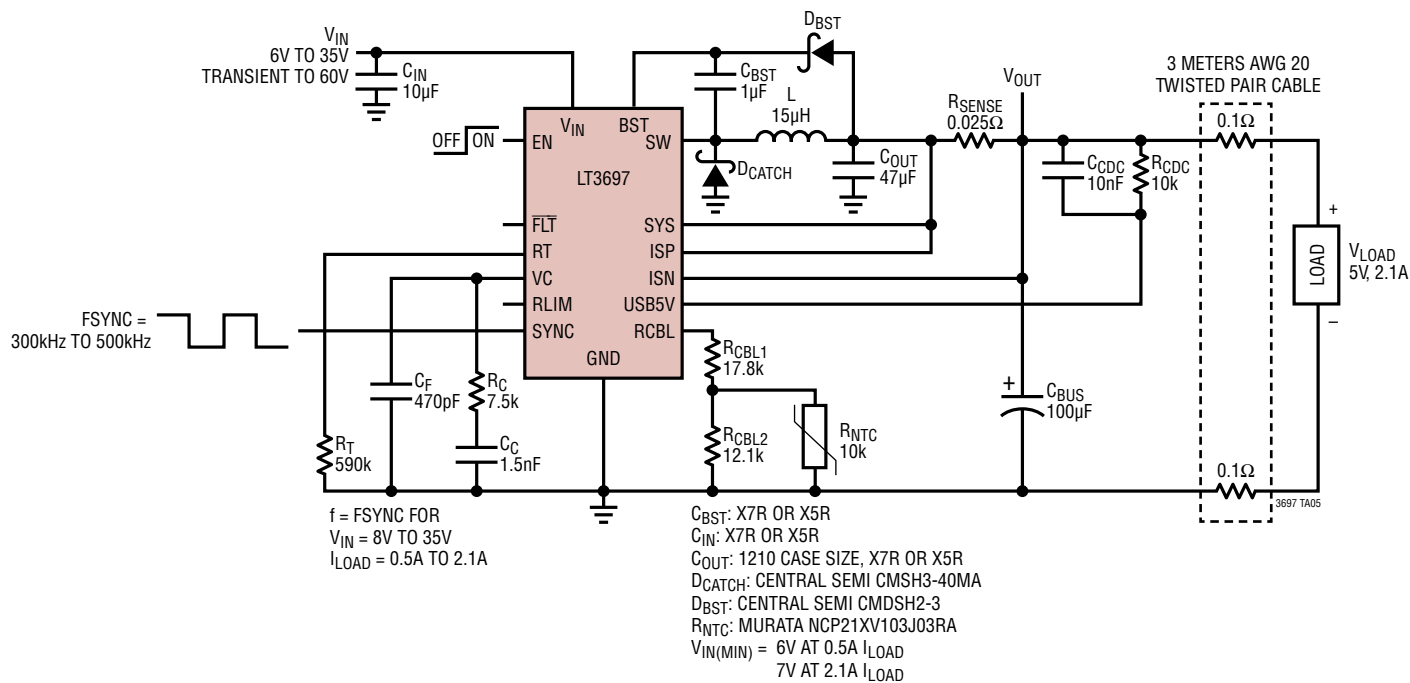 VIN
6V TO 35V
TRANSIENT TO 60V
CIN
10µF
OFF ON
DBST
CBST
1µF
L
15µH
DCATCH
COUT
47µF
RSENSE
0.025Ω
VOUT
CCDC
10nF
RCDC
10k
3 METERS AWG 20
TWISTED PAIR CABLE
0.1Ω
+
LOAD
–
VLOAD
5V, 2.1A
VIN
BST
EN
SW
LT3697
FLT
SYS
RT
ISP
VC
ISN
RLIM
USB5V
SYNC
RCBL
GND
FSYNC =
300kHz TO 500kHz
CF
470pF
RC
7.5k
CC
1.5nF
RT
590k
RCBL1
17.8k
RCBL2
12.1k
RNTC
10k
+
CBUS
100µF
0.1Ω
3697 TA05
f = FSYNC FOR
VIN = 8V TO 35V
ILOAD = 0.5A TO 2.1A
CBST: X7R OR X5R
CIN: X7R OR X5R
COUT: 1210 CASE SIZE, X7R OR X5R
DCATCH: CENTRAL SEMI CMSH3-40MA
DBST: CENTRAL SEMI CMDSH2-3
RNTC: MURATA NCP21XV103J03RA
VIN(MIN) = 6V AT 0.5A ILOAD
7V AT 2.1A ILOAD